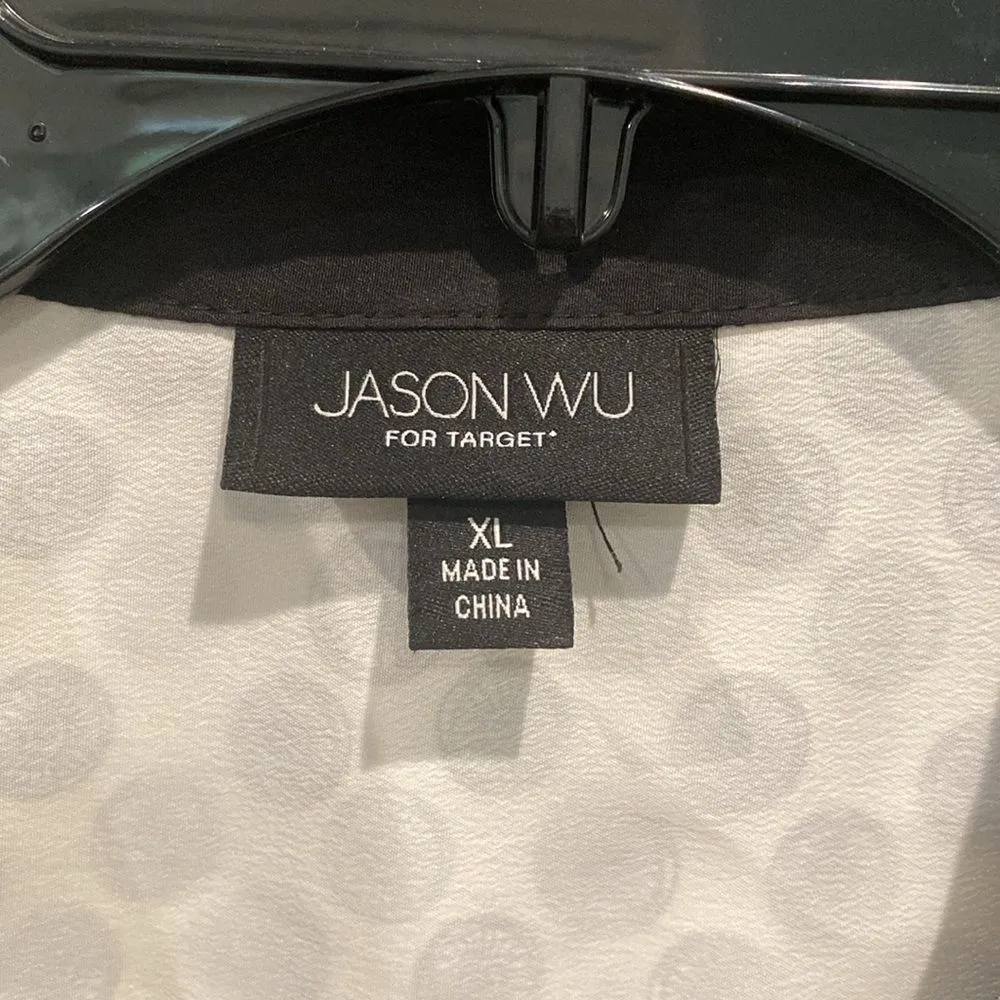 JASON WU
FOR TARGET*
XL
MADE IN
CHINA